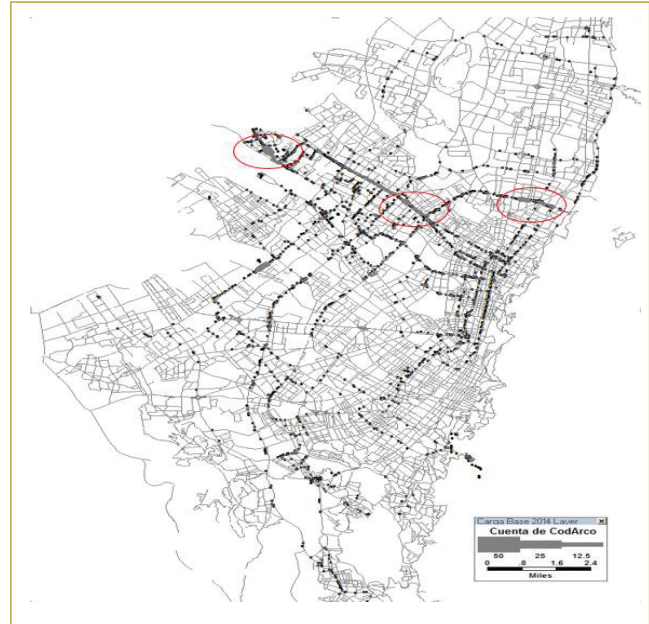 Carga Base 2014 Layer
Cuenta de CodArco
50 25 12.5
0 .8 1.6 2.4
Miles